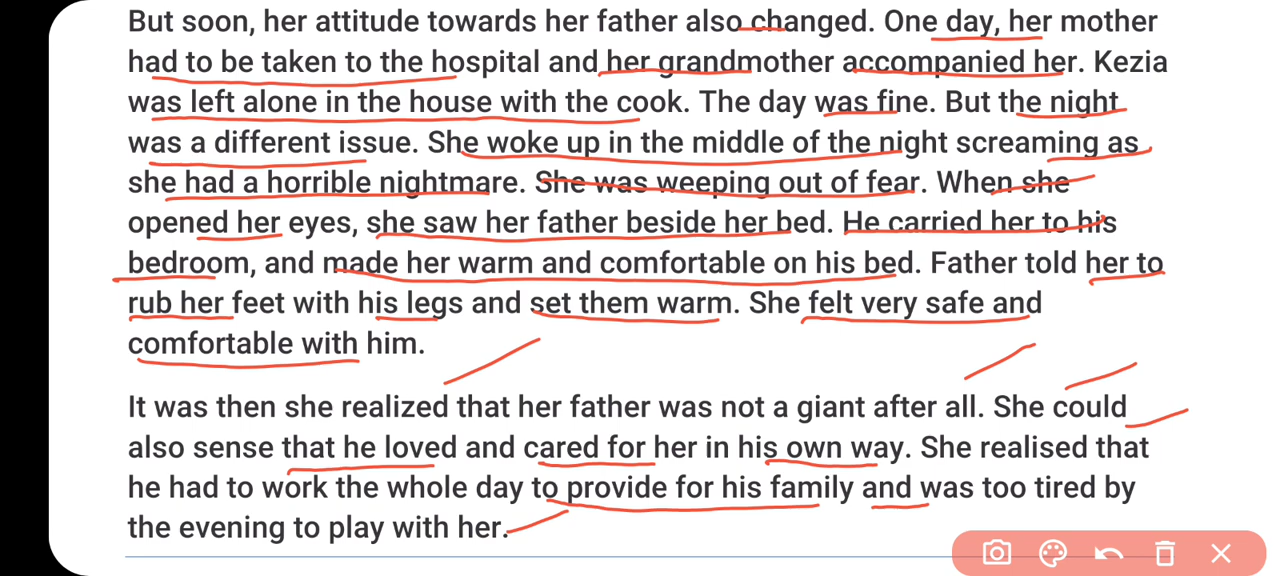 But soon, her attitude towards her father also changed. One day, her mother
had to be taken to the hospital and her grandmother accompanied her. Kezia
was left alone in the house with the cook. The day was fine. But the night
was a different issue. She woke up in the middle of the night screaming as
she had a horrible nightmare. She was weeping out of fear. When she
opened her eyes, she saw her father beside her bed. He carried her to his
bedroom, and made her warm and comfortable on his bed. Father told her to
rub her feet with his legs and set them warm. She felt very safe and
comfortable with him.
It was then she realized that her father was not a giant after all. She could
also sense that he loved and cared for her in his own way. She realised that
he had to work the whole day to provide for his family and was too tired by
the evening to play with her.